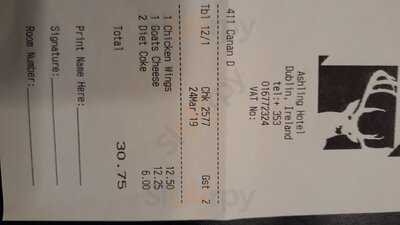 Ashling Hotel
Dublin, Ireland
tel:+ 353
016772324
VAT No:
411 Canan D
Tbl 12/1 Chk 2577 Gst 2
24Mar'19
1 Chicken Wings 12.50
1 Goats Cheese 12.25
2 Diet Coke 6.00
Total 30.75
Print Name Here:
Signature:
Room Number: